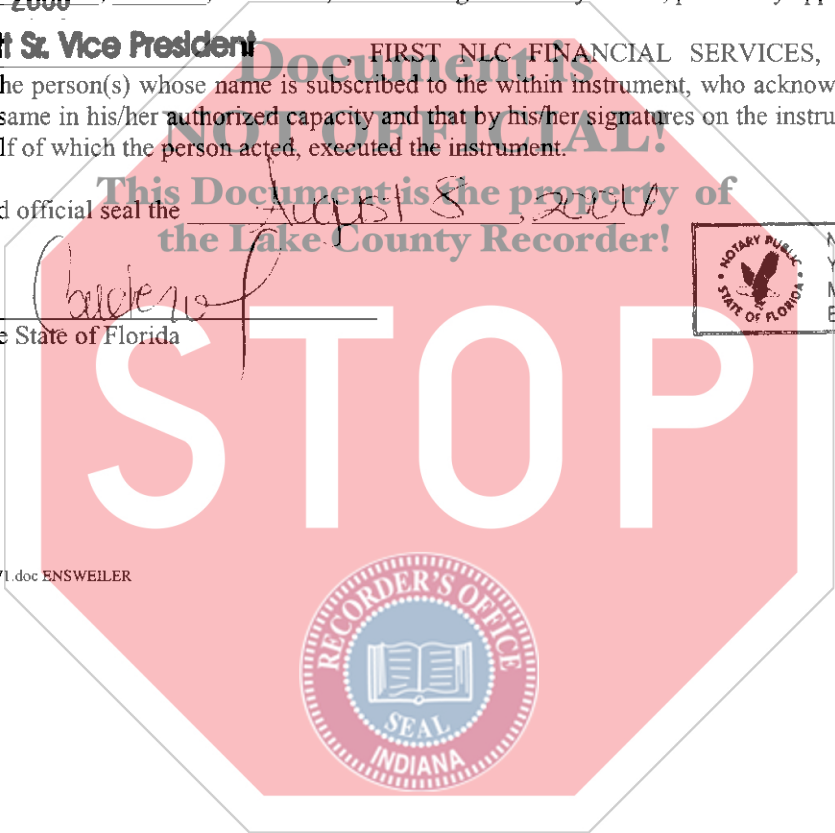 2006
tt Sr. Vice President , FIRST NLC FINANCIAL SERVICES,
Document is
he person(s) whose name is subscribed to the within instrument, who acknow
same in his/her authorized capacity and that by his/her signatures on the instru
NOT OFFICIAL!
lf of which the person acted, executed the instrument.
This Document is the property of
d official seal the August 8, 2006
the Lake County Recorder!
NOTARY PUBLIC
STATE OF FLORIDA
N
Y
M
E
e State of Florida
STOP
71.doc ENSWEILER
RECORDER'S OFFICE
SEAL
INDIANA